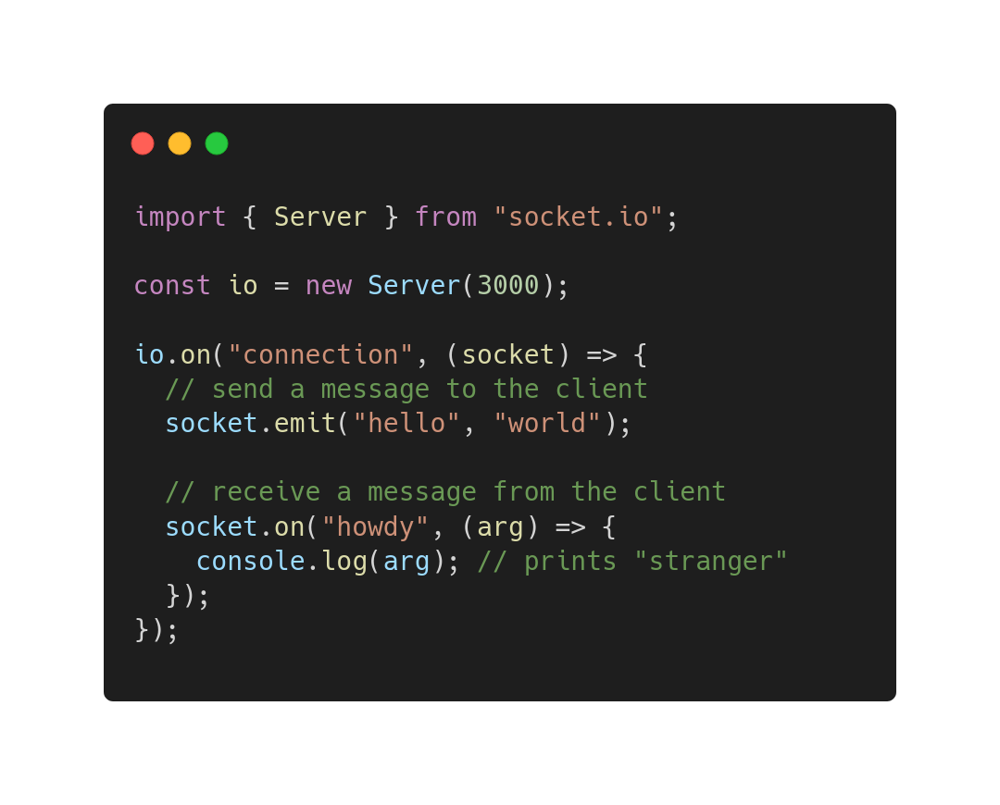 import { Server } from "socket.io";
const io = new Server(3000);
io.on("connection", (socket) => {
  // send a message to the client
  socket.emit("hello", "world");
  // receive a message from the client
  socket.on("howdy", (arg) => {
    console.log(arg); // prints "stranger"
  });
});